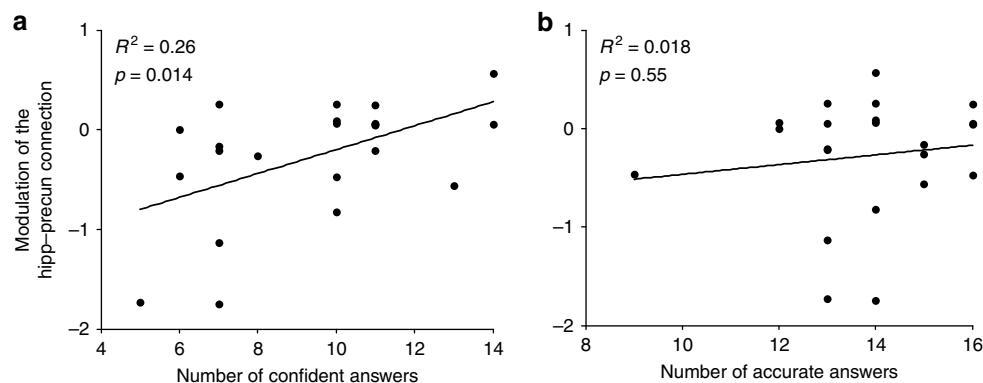 a
R² = 0.26
p = 0.014
1
0
−1
−2
4
6
8
10
12
14
Number of confident answers
Modulation of the
hipp–precun connection
b
R² = 0.018
p = 0.55
1
0
−1
−2
8
10
12
14
16
Number of accurate answers